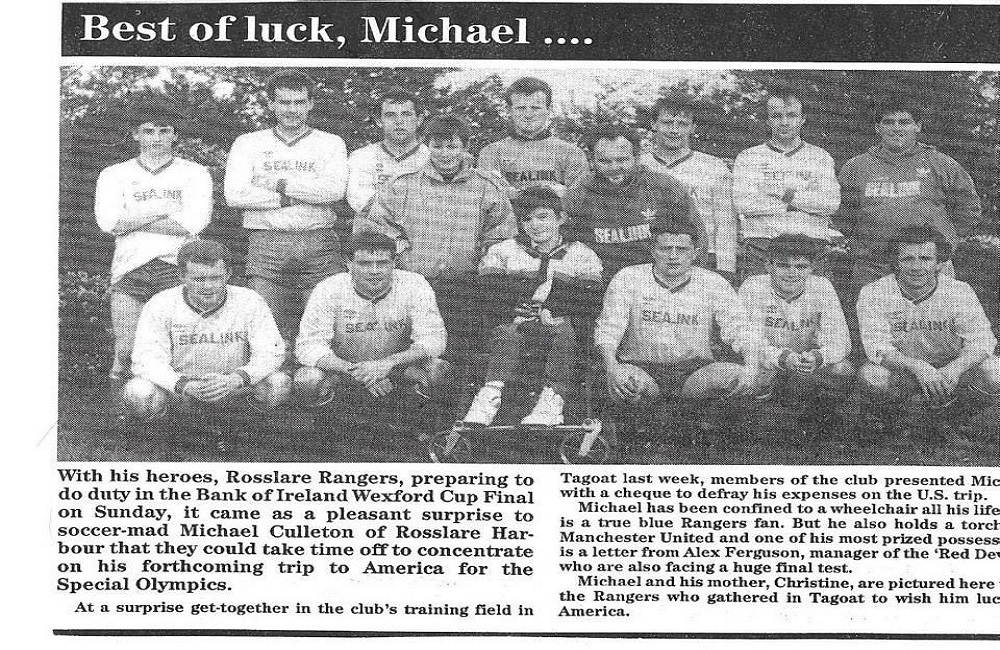 Best of luck, Michael ....
SEALINK
SEALINK
SEALINK
SEALINK
SEALINK
SEALINK
SEALINK
SEALINK
SEALINK
SEALINK
SEALINK
With his heroes, Rosslare Rangers, preparing to
do duty in the Bank of Ireland Wexford Cup Final
on Sunday, it came as a pleasant surprise to
soccer-mad Michael Culleton of Rosslare Har-
bour that they could take time off to concentrate
on his forthcoming trip to America for the
Special Olympics.
At a surprise get-together in the club's training field in
Tagoat last week, members of the club presented Mic
with a cheque to defray his expenses on the U.S. trip.
Michael has been confined to a wheelchair all his life
is a true blue Rangers fan. But he also holds a torch
Manchester United and one of his most prized possess
is a letter from Alex Ferguson, manager of the 'Red Dev
who are also facing a huge final test.
Michael and his mother, Christine, are pictured here
the Rangers who gathered in Tagoat to wish him luc
America.